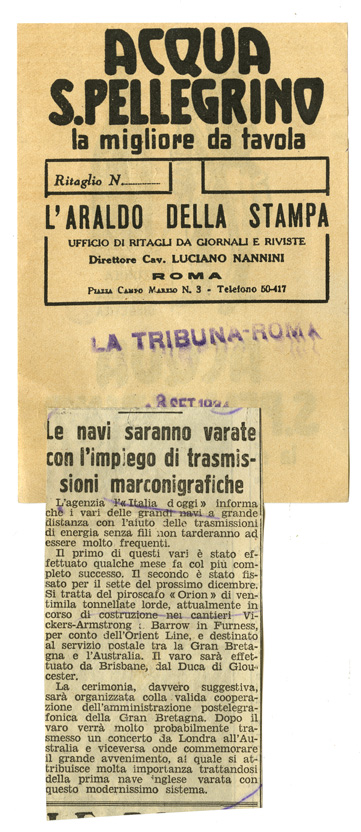 ACQUA
S.PELLEGRINO
la migliore da tavola
Ritaglio N.
L'ARALDO DELLA STAMPA
UFFICIO DI RITAGLI DA GIORNALI E RIVISTE
Direttore Cav. LUCIANO NANNINI
ROMA
PIAZZA CAMPO MARZIO N. 3 - Telefono 50-417
LA TRIBUNA-ROMA
Le navi saranno varate
con l'impiego di trasmis-
sioni marconigrafiche
L'agenzia l'«Italia d'oggi» informa
che i vari delle grandi navi a grande
distanza con l'aiuto delle trasmissioni
di energia senza fili non tarderanno ad
essere molto frequenti.
Il primo di questi vari è stato ef-
fettuato qualche mese fa col più com-
pleto successo. Il secondo è stato fis-
sato per il sette del prossimo dicembre.
Si tratta del piroscafo «Orion» di ven-
timila tonnellate lorde, attualmente in
corso di costruzione nei cantieri Vi-
ckers-Armstrong : Barrow in Furness,
per conto dell'Orient Line, e destinato
al servizio postale tra la Gran Breta-
gna e l'Australia. Il varo sarà effet-
tuato da Brisbane, dal Duca di Glou-
cester.
La cerimonia, davvero suggestiva,
sarà organizzata colla valida coopera-
zione dell'amministrazione postelegra-
fonica della Gran Bretagna. Dopo il
varo verrà molto probabilmente tra-
smesso un concerto da Londra all'Au-
stralia e viceversa onde commemorare
il grande avvenimento, al quale si at-
tribuisce molta importanza trattandosi
della prima nave inglese varata con
questo modernissimo sistema.